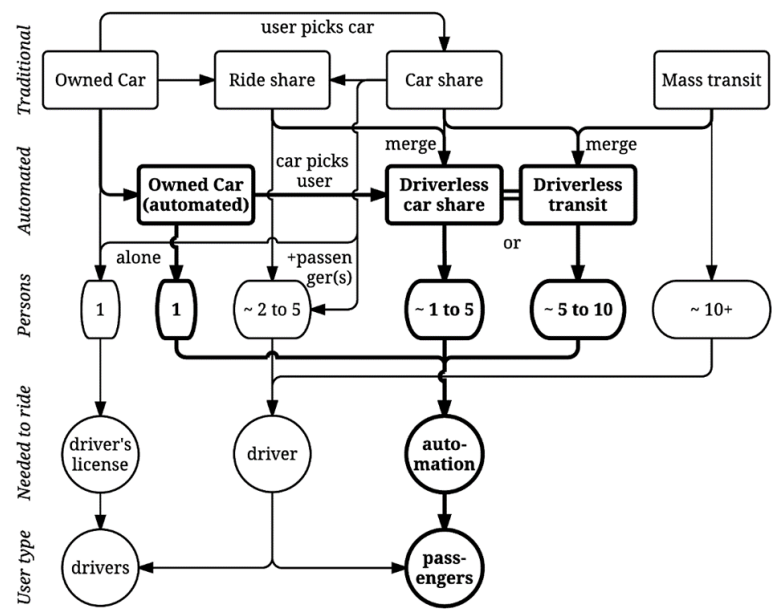 user picks car
Traditional
Owned Car
Ride share
Car share
Mass transit
merge
merge
Automated
car picks
user
Owned Car
(automated)
Driverless
car share
Driverless
transit
or
alone
+passen
ger(s)
Persons
1
1
~ 2 to 5
~ 1 to 5
~ 5 to 10
~ 10+
Needed to ride
driver's
license
driver
auto-
mation
User type
drivers
pass-
engers